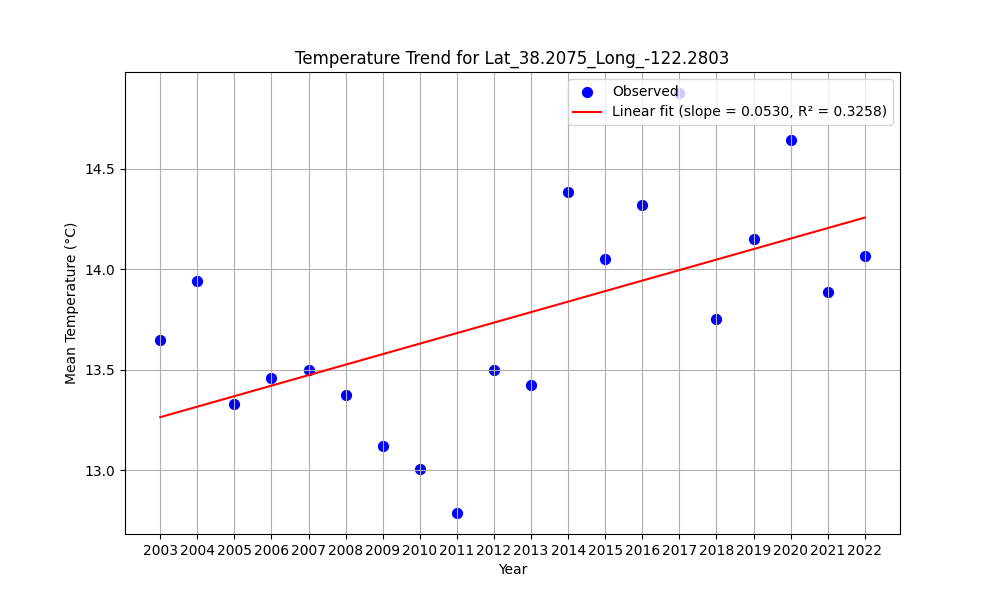 Temperature Trend for Lat_38.2075_Long_-122.2803
Observed
Linear fit (slope = 0.0530, R² = 0.3258)
Mean Temperature (°C)
14.5
14.0
13.5
13.0
2003 2004 2005 2006 2007 2008 2009 2010 2011 2012 2013 2014 2015 2016 2017 2018 2019 2020 2021 2022
Year